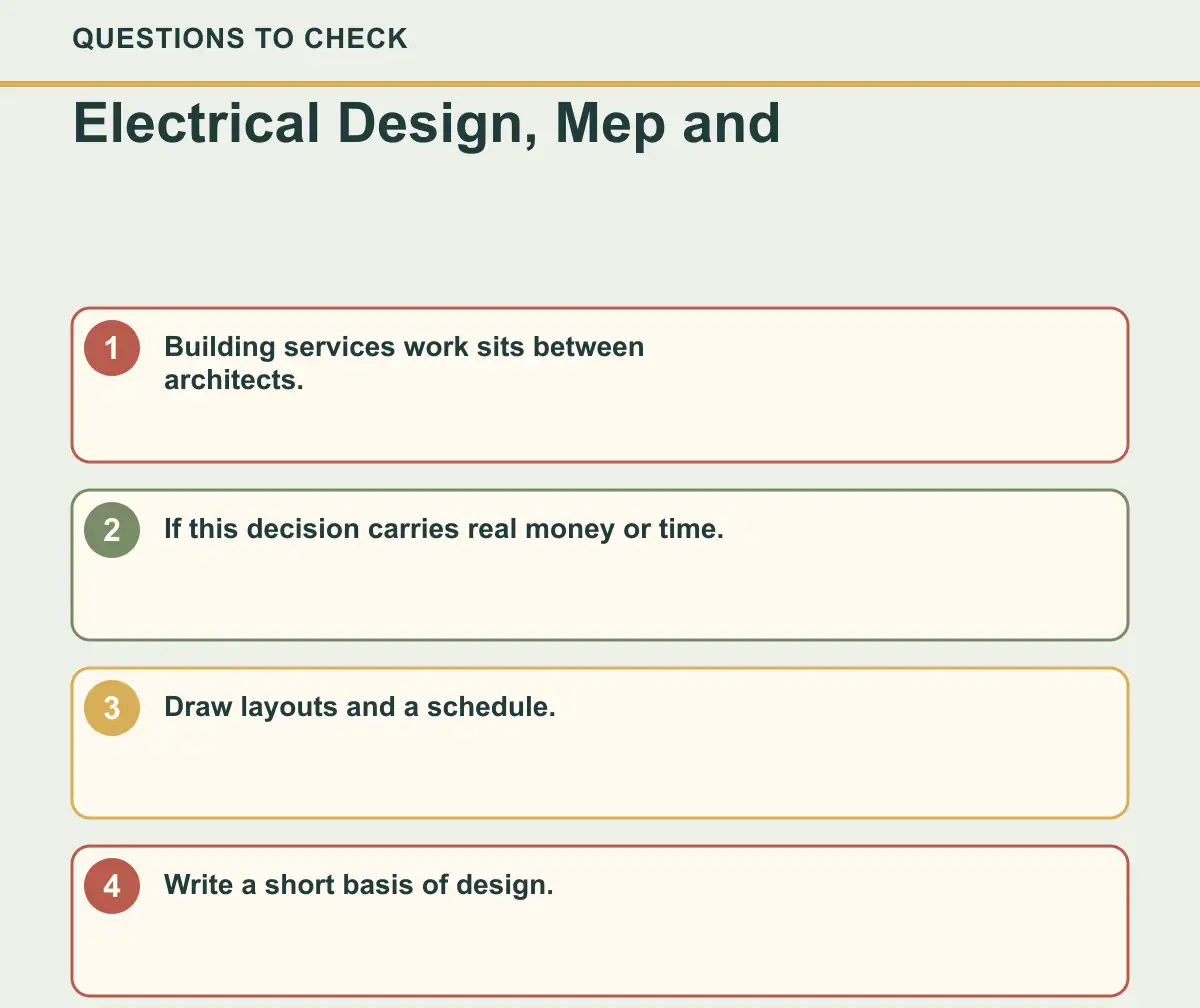 QUESTIONS TO CHECK
Electrical Design, Mep and
1
Building services work sits between
architects.
2
If this decision carries real money or time.
3
Draw layouts and a schedule.
4
Write a short basis of design.